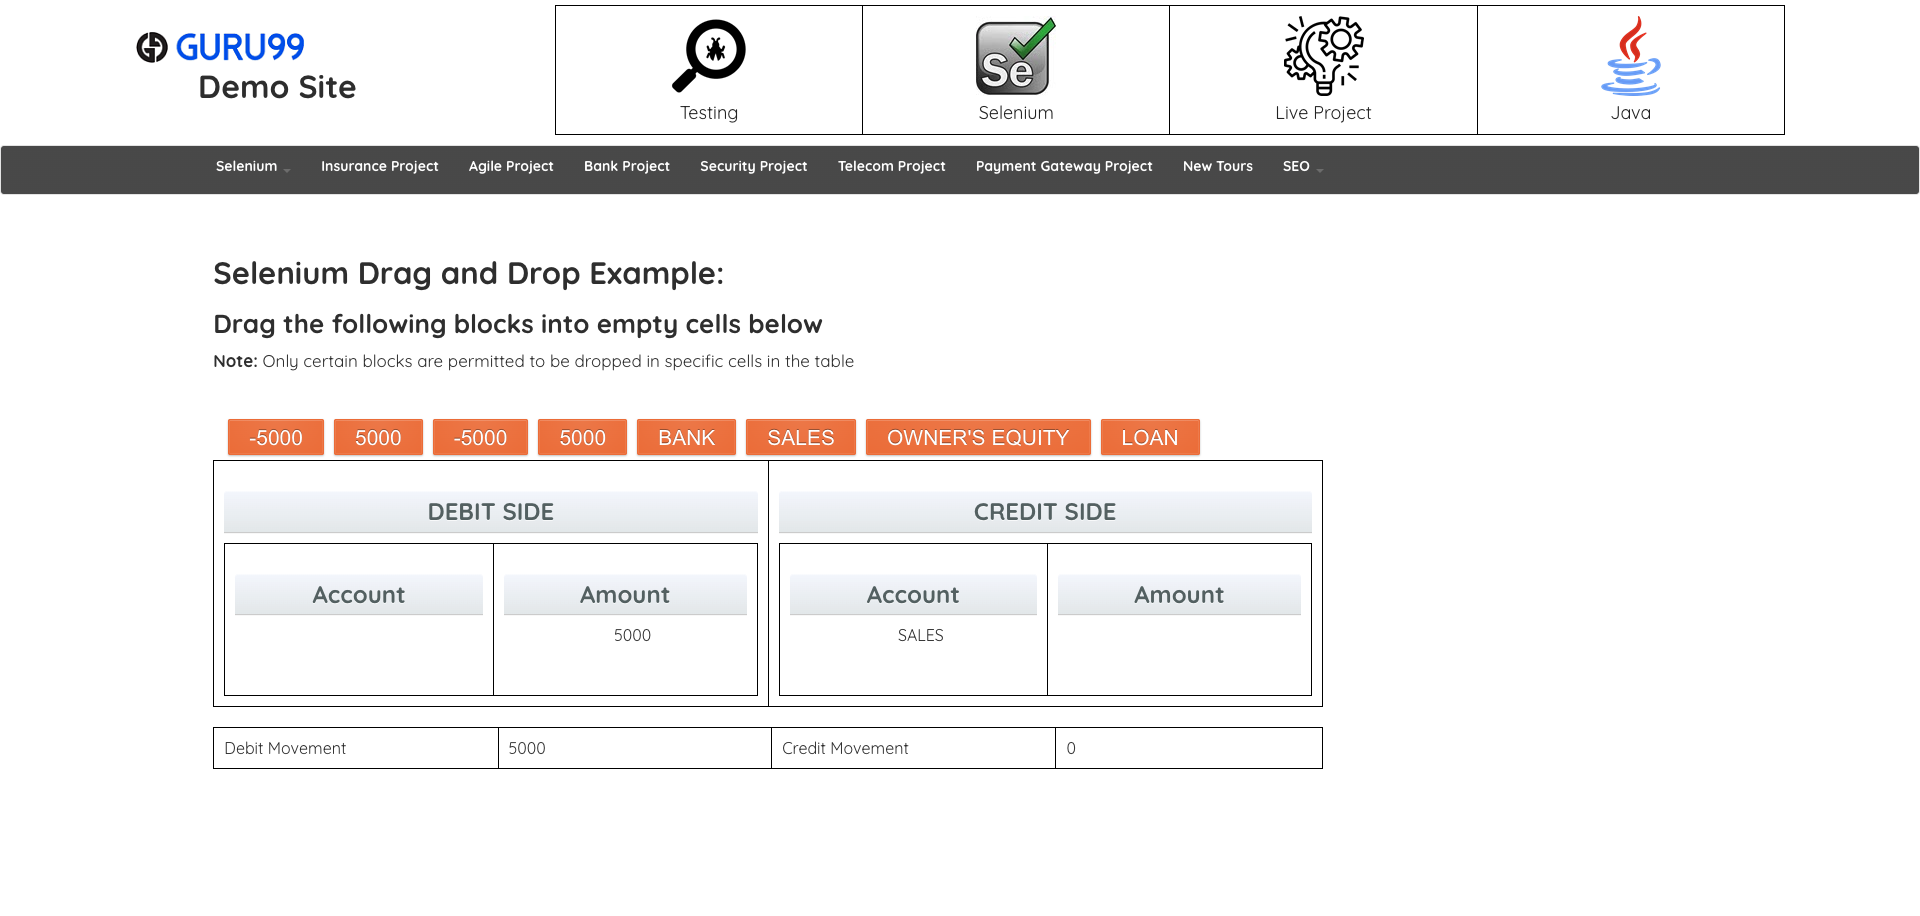 GURU99
Demo Site
Testing
Se
Selenium
Live Project
Java
Selenium
Insurance Project
Agile Project
Bank Project
Security Project
Telecom Project
Payment Gateway Project
New Tours
SEO
Selenium Drag and Drop Example:
Drag the following blocks into empty cells below
Note: Only certain blocks are permitted to be dropped in specific cells in the table
-5000
5000
-5000
5000
BANK
SALES
OWNER'S EQUITY
LOAN
DEBIT SIDE
CREDIT SIDE
Account
Amount
Account
Amount
5000
SALES
Debit Movement
5000
Credit Movement
0